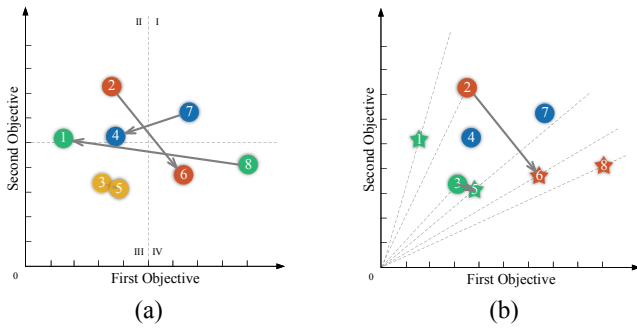 II I
2
7
1
4
8
3
5
6
III IV
0
Second Objective
First Objective
(a)
2
7
1
4
8
6
3
5
0
Second Objective
First Objective
(b)